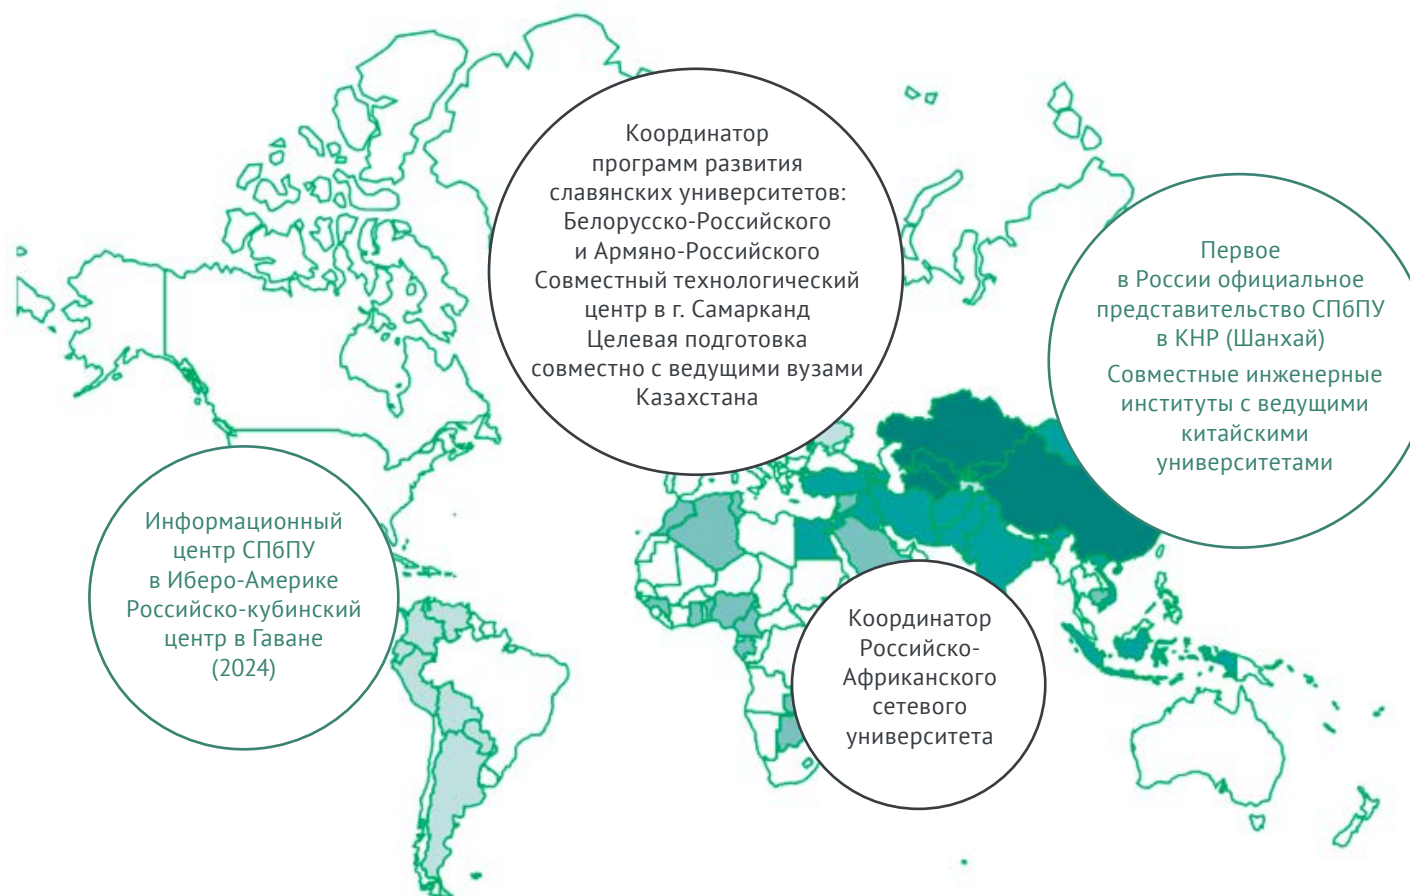 Координатор
программ развития
славянских университетов:
Белорусско-Российского
и Армяно-Российского
Совместный технологический
центр в г. Самарканд
Целевая подготовка
совместно с ведущими вузами
Казахстана
Первое
в России официальное
представительство СПбПУ
в КНР (Шанхай)
Совместные инженерные
институты с ведущими
китайскими
университетами
Информационный
центр СПбПУ
в Иберо-Америке
Российско-кубинский
центр в Гаване
(2024)
Координатор
Российско-
Африканского
сетевого
университета